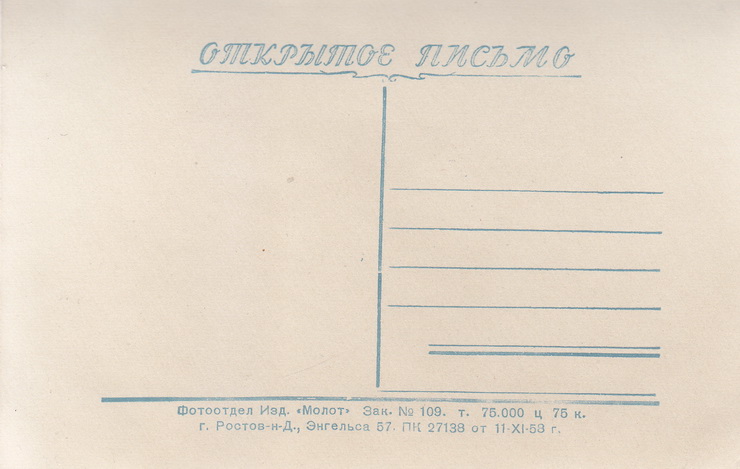 ОТКРЫТОЕ ПИСЬМО
Фотоотдел Изд. «Молот» Зак. № 109. т. 75.000 ц 75 к.
г. Ростов-н-Д., Энгельса 57. ПК 27138 от 11-XI-53 г.